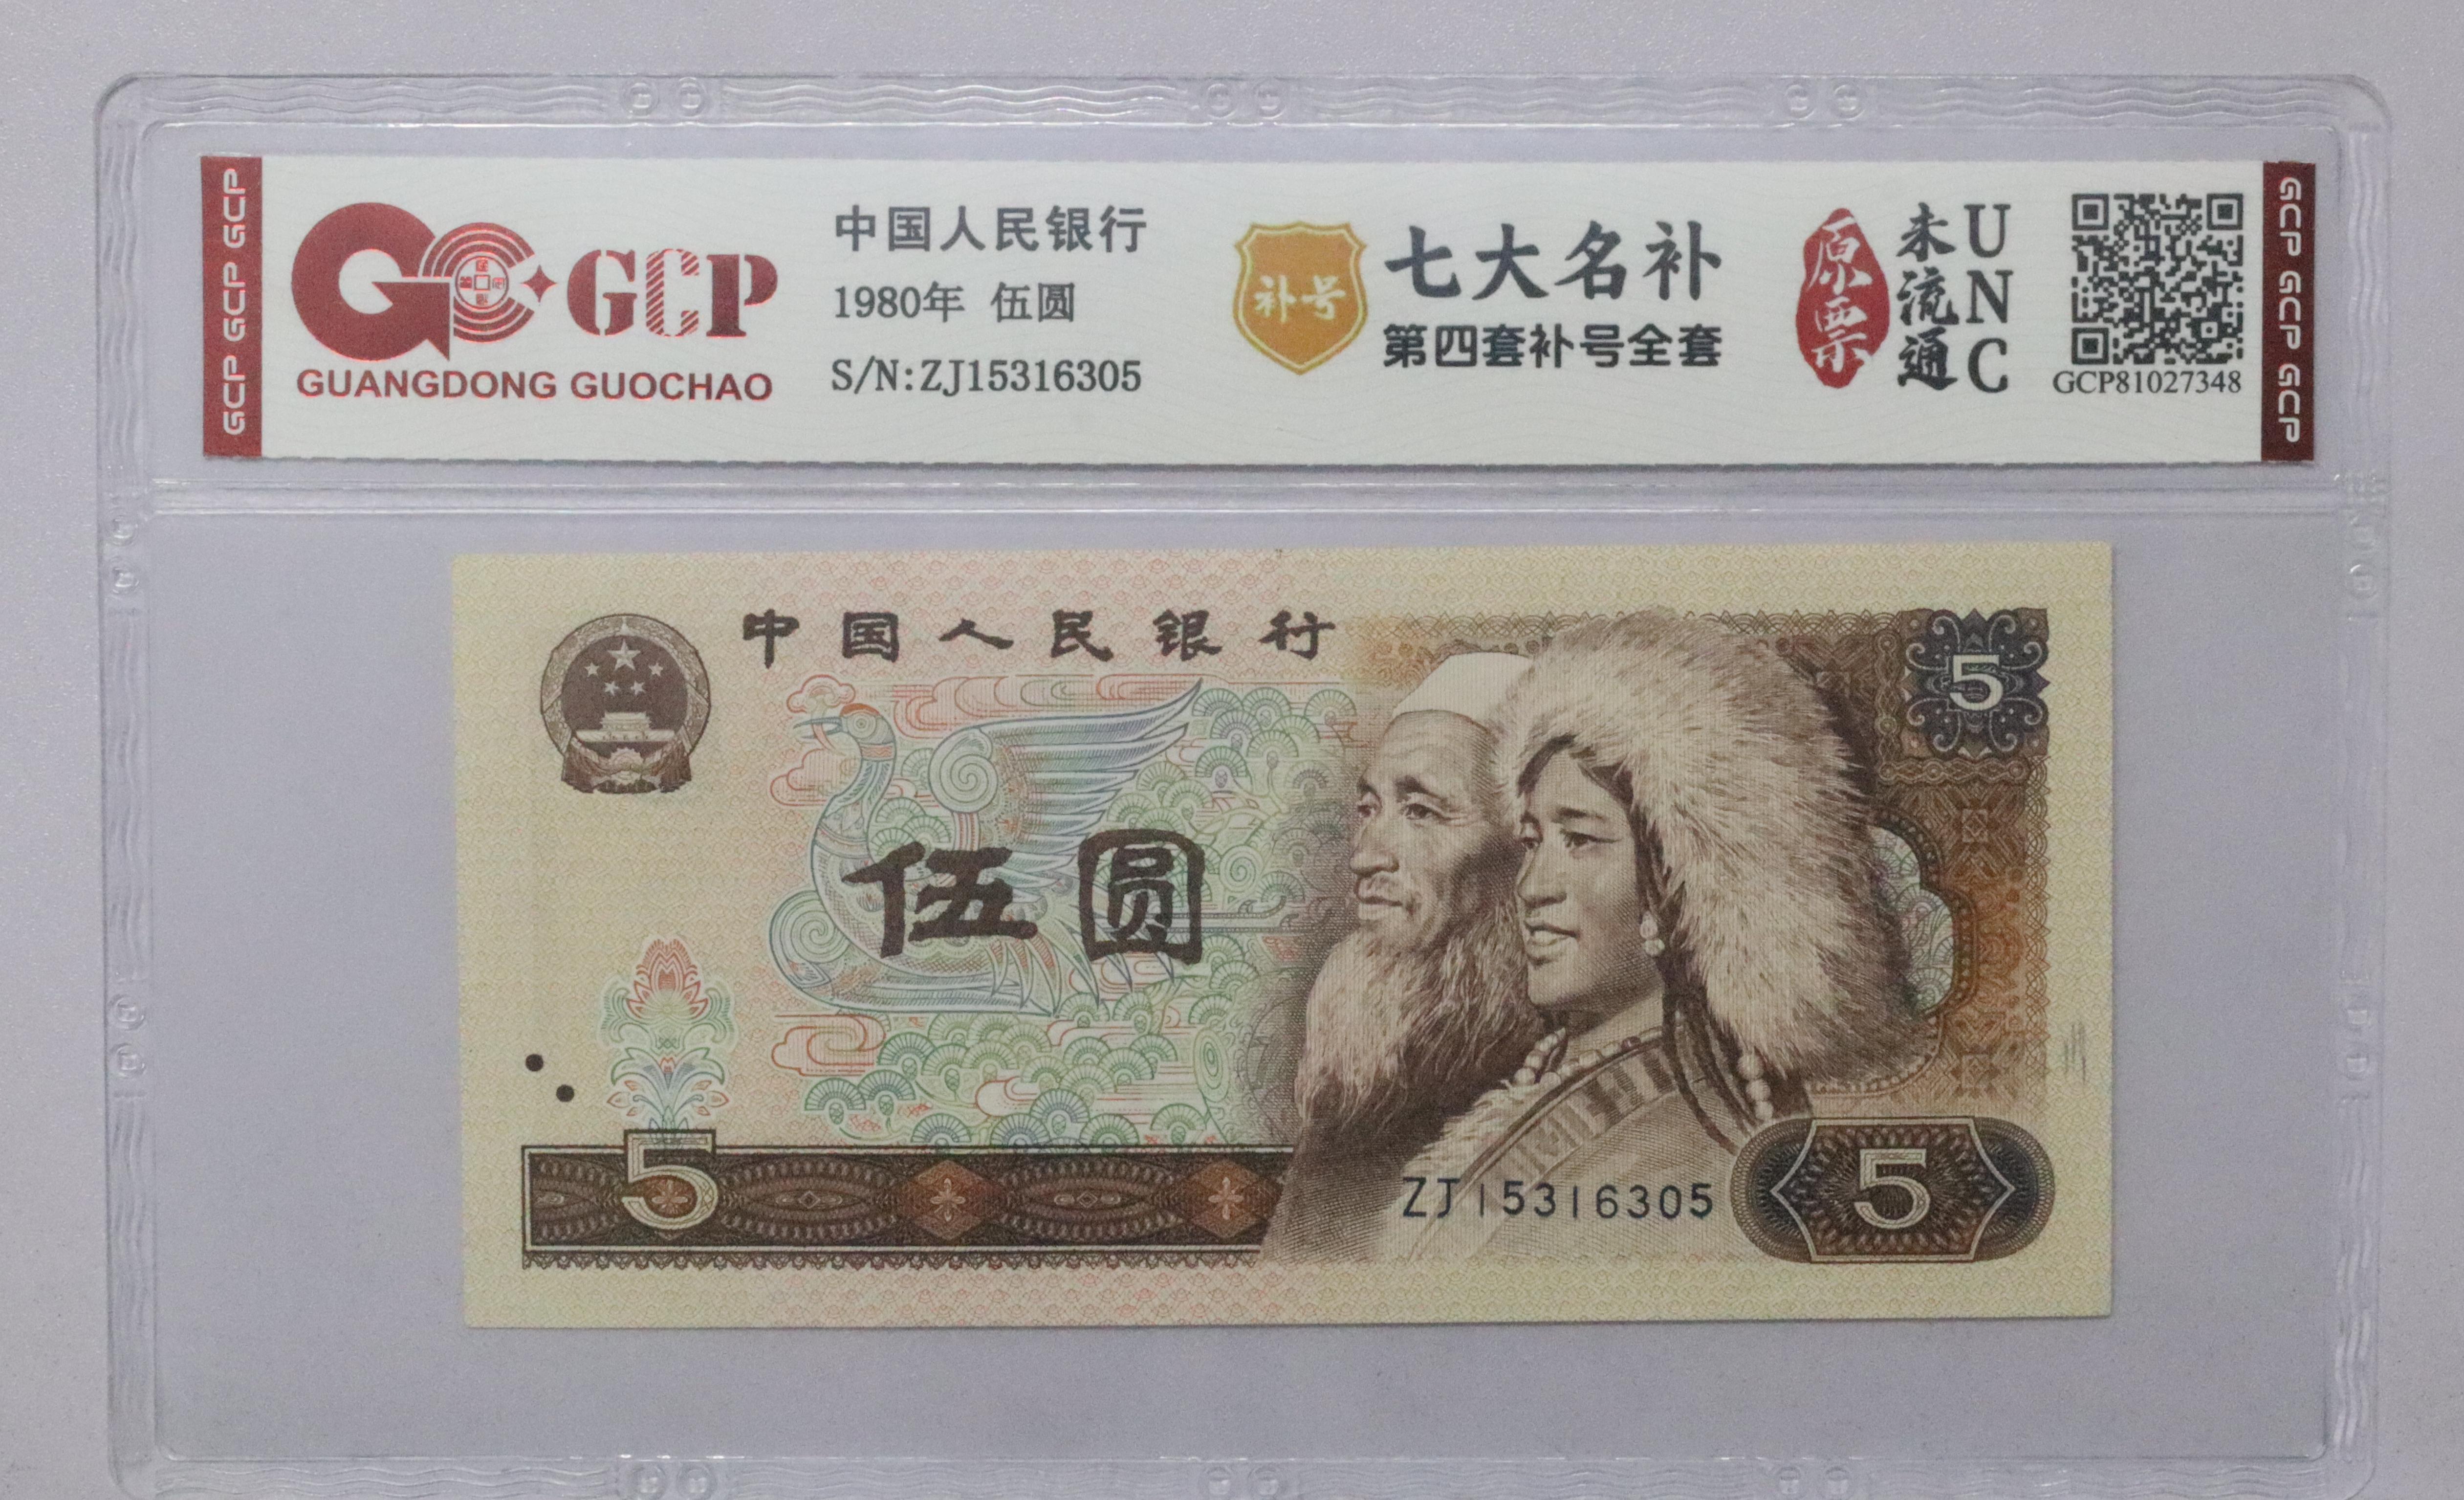 GCP GCP GCP
GCP
GUANGDONG GUOCHAO
中国人民银行
1980年 伍圆
S/N:ZJ15316305
补号
七大名补
第四套补号全套
原票
未流通
UNC
GCP81027348
GCP GCP GCP
中国人民银行
5
伍圆
5
ZJ15316305
5